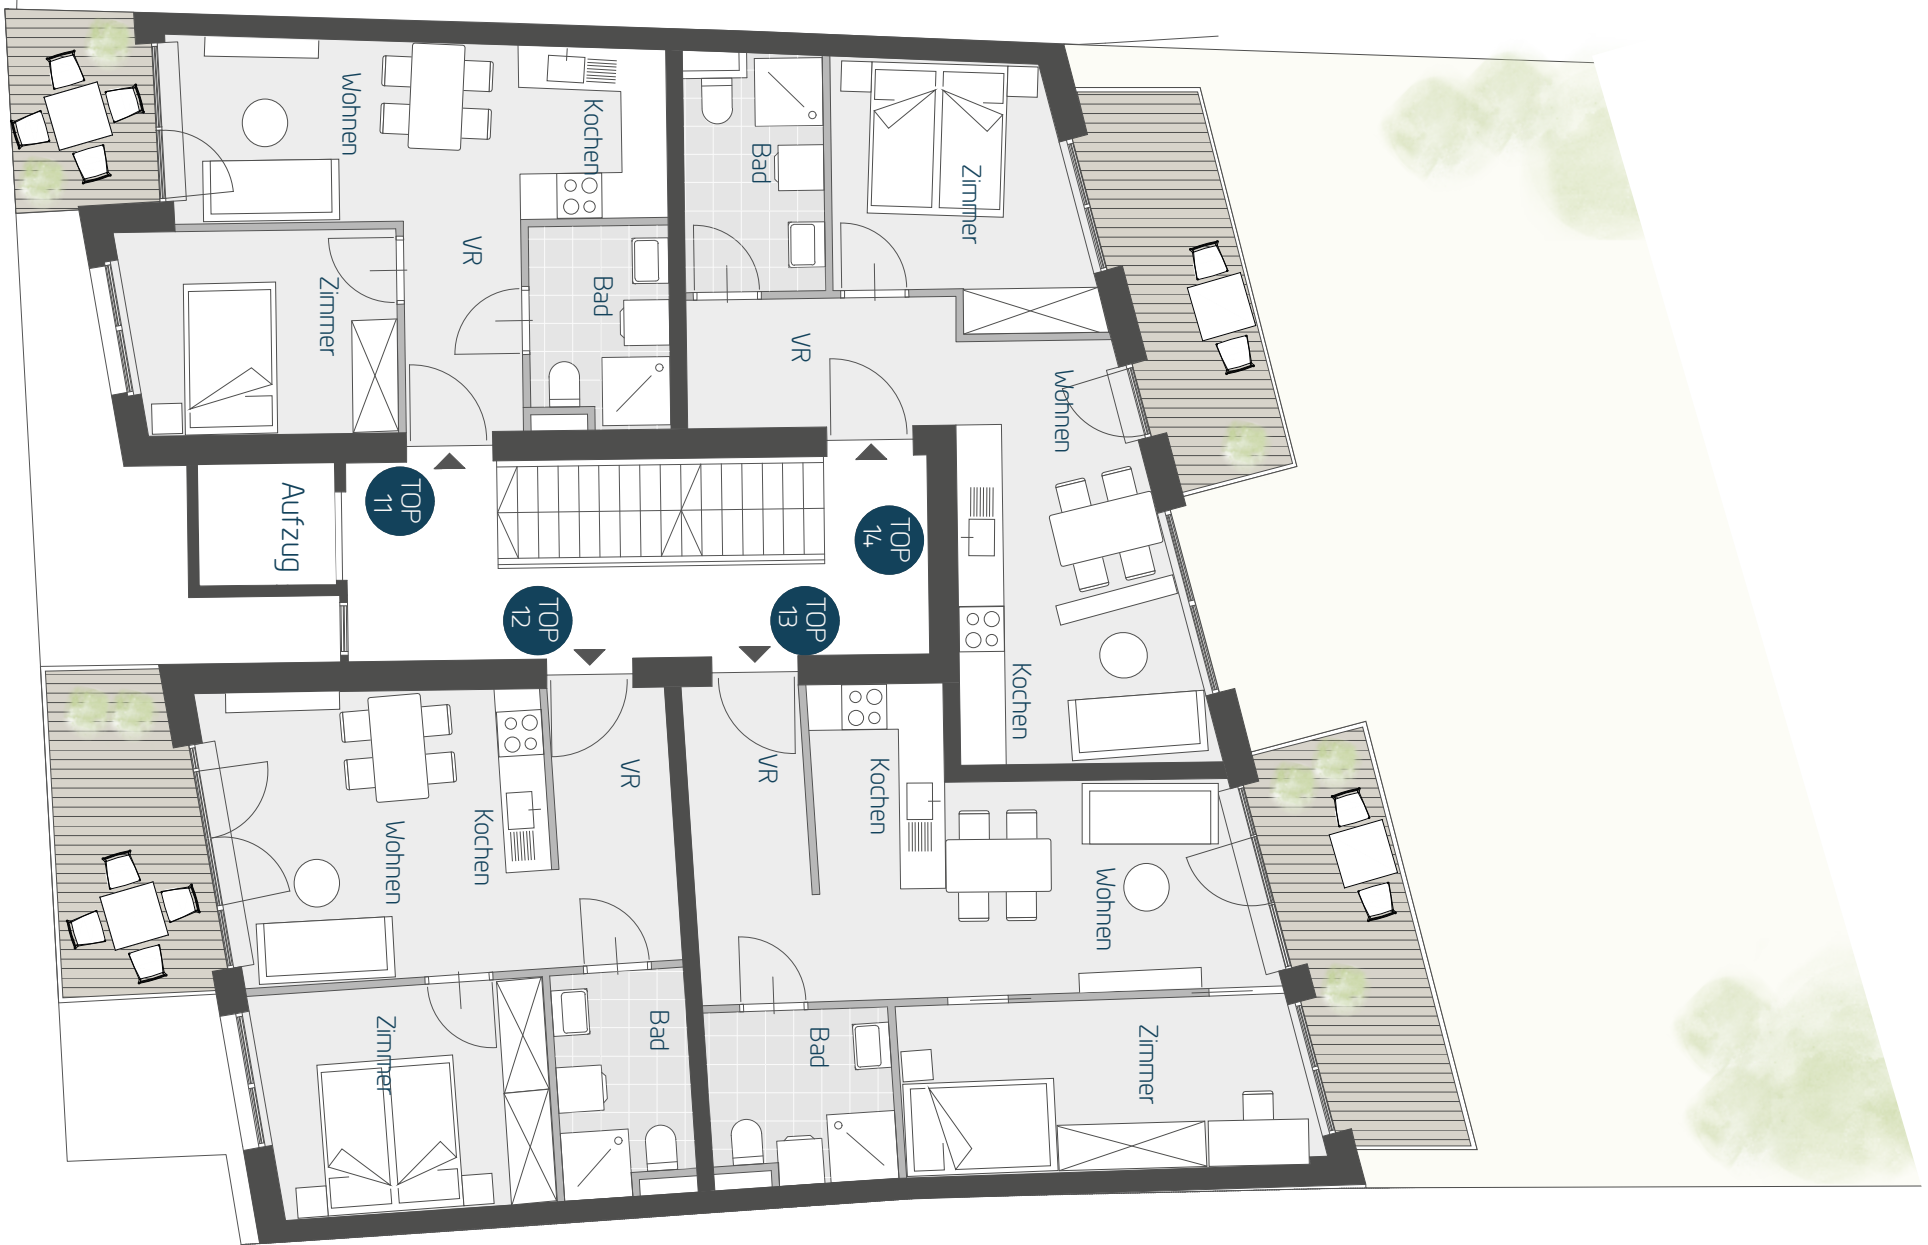 Wohnen
Kochen
VR
Zimmer
Bad
Bad
Zimmer
VR
Wohnen
Kochen
Aufzug
TOP
11
TOP
14
TOP
12
TOP
13
Wohnen
Kochen
VR
Zimmer
Bad
VR
Kochen
Wohnen
Bad
Zimmer